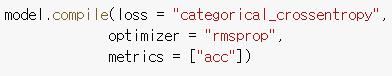 model.compile(loss = "categorical_crossentropy",
optimizer = "rmsprop",
metrics = ["acc"])